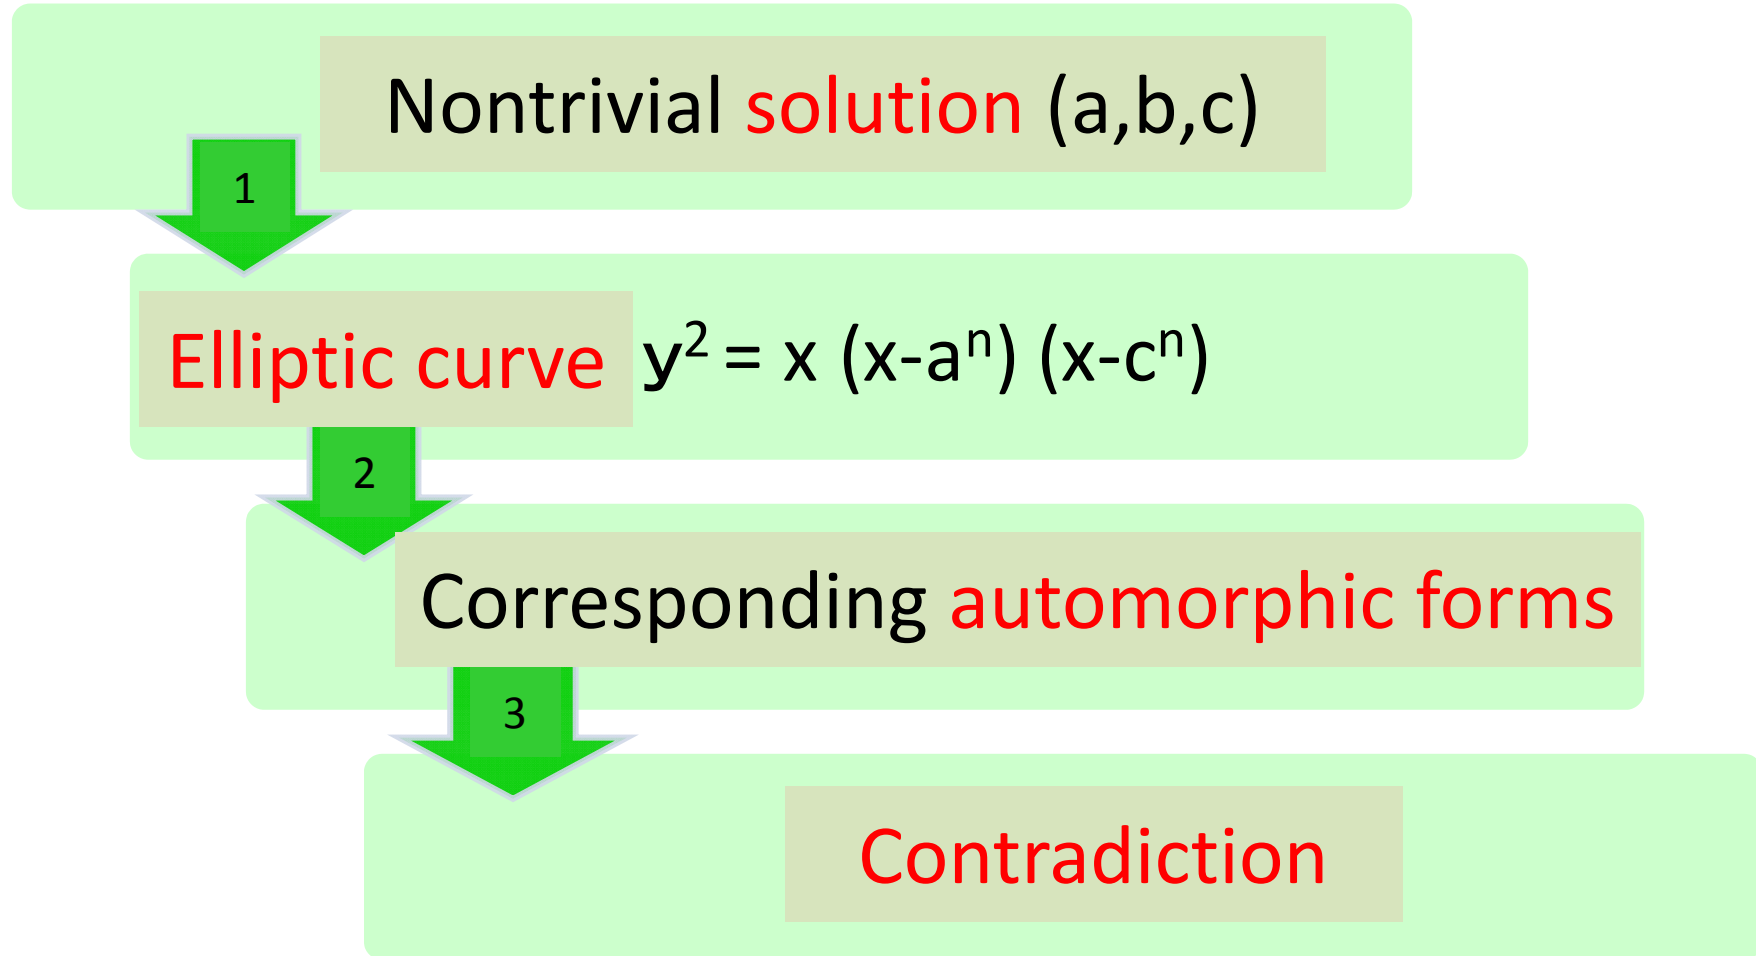 Nontrivial solution (a,b,c)
1
Elliptic curve y² = x (x-aⁿ) (x-cⁿ)
2
Corresponding automorphic forms
3
Contradiction